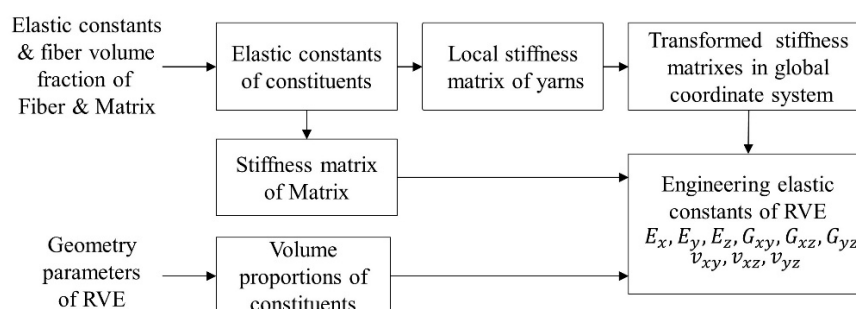 Elastic constants
& fiber volume
fraction of
Fiber & Matrix
Elastic constants
of constituents
Local stiffness
matrix of yarns
Transformed stiffness
matrixes in global
coordinate system
Stiffness matrix
of Matrix
Engineering elastic
constants of RVE
E_x, E_y, E_z, G_xy, G_xz, G_yz
v_xy, v_xz, v_yz
Geometry
parameters
of RVE
Volume
proportions of
constituents